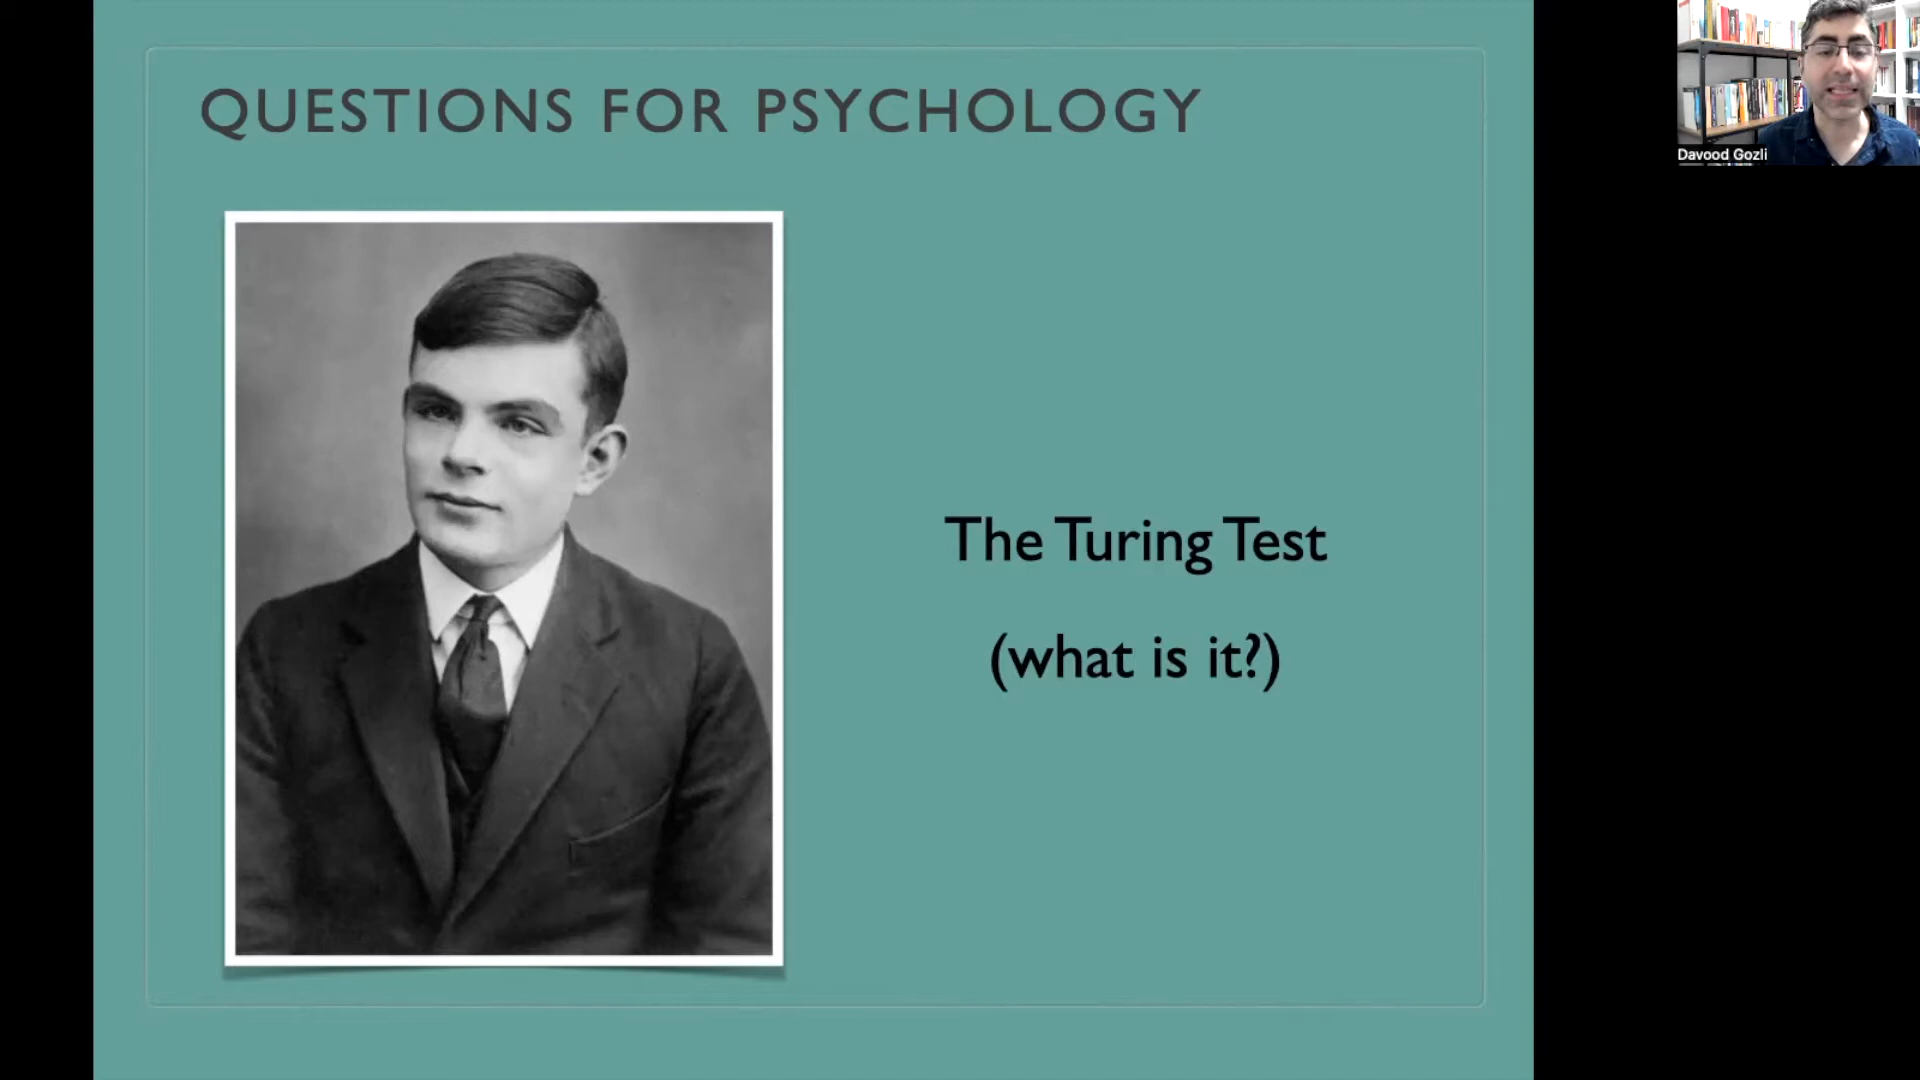 QUESTIONS FOR PSYCHOLOGY
Davood Gozli
The Turing Test
(what is it?)